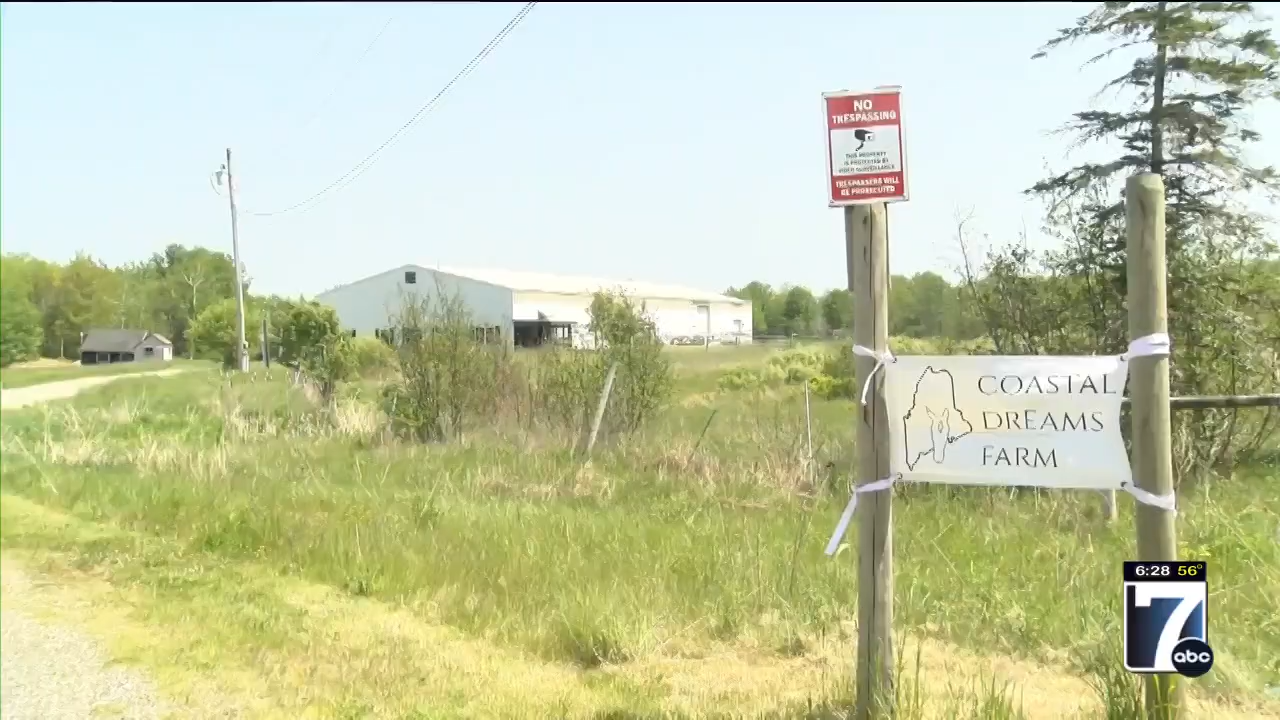 NO
TRESPASSING
THIS PROPERTY
IS PROTECTED BY
VIDEO SURVEILLANCE
TRESPASSERS WILL
BE PROSECUTED
COASTAL
DREAMS
FARM
6:28 56°
7
abc